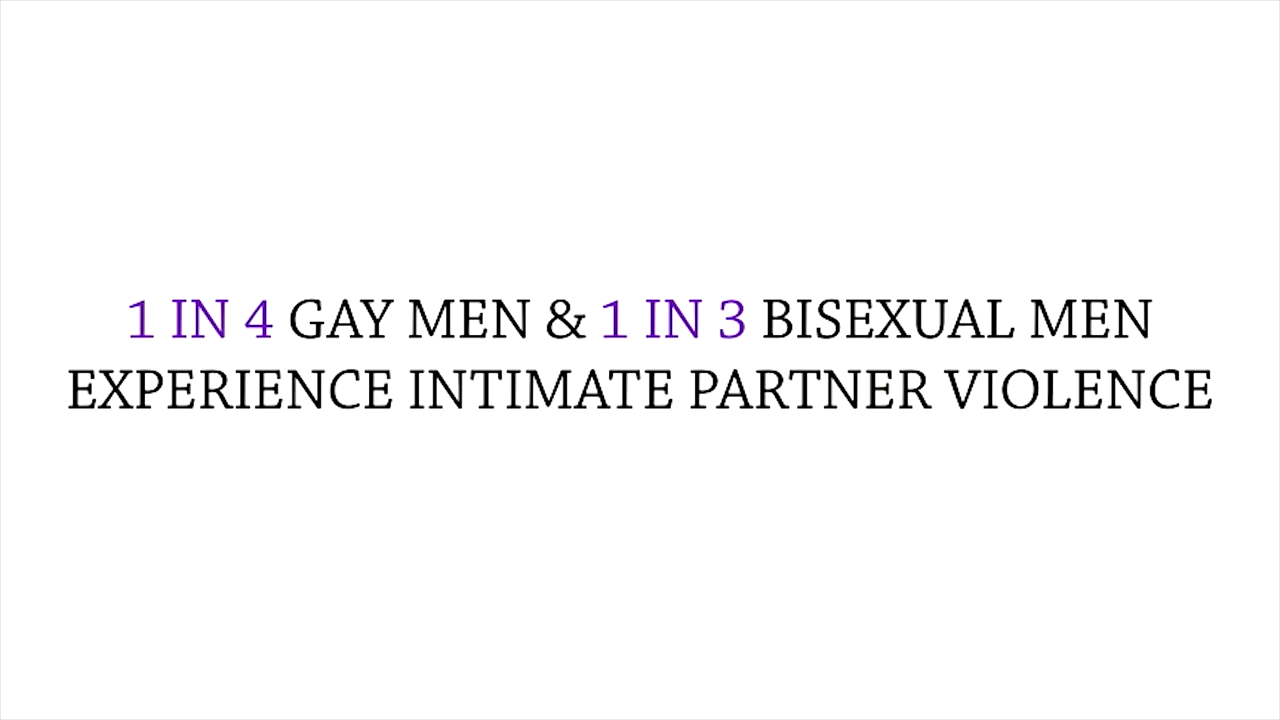 1 IN 4 GAY MEN & 1 IN 3 BISEXUAL MEN
EXPERIENCE INTIMATE PARTNER VIOLENCE